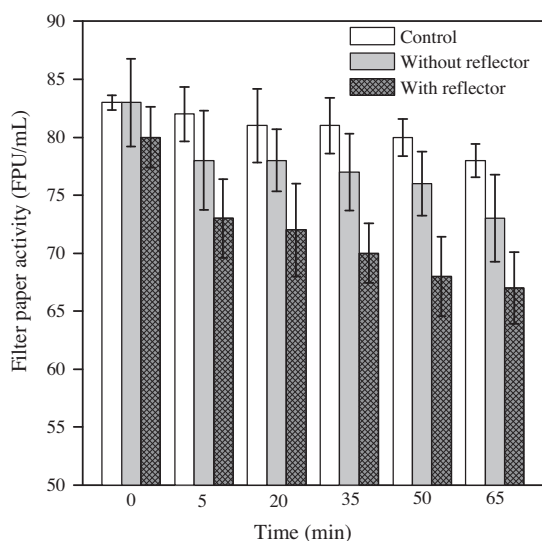 90
85
80
75
70
65
60
55
50
Filter paper activity (FPU/mL)
Control
Without reflector
With reflector
0 5 20 35 50 65
Time (min)